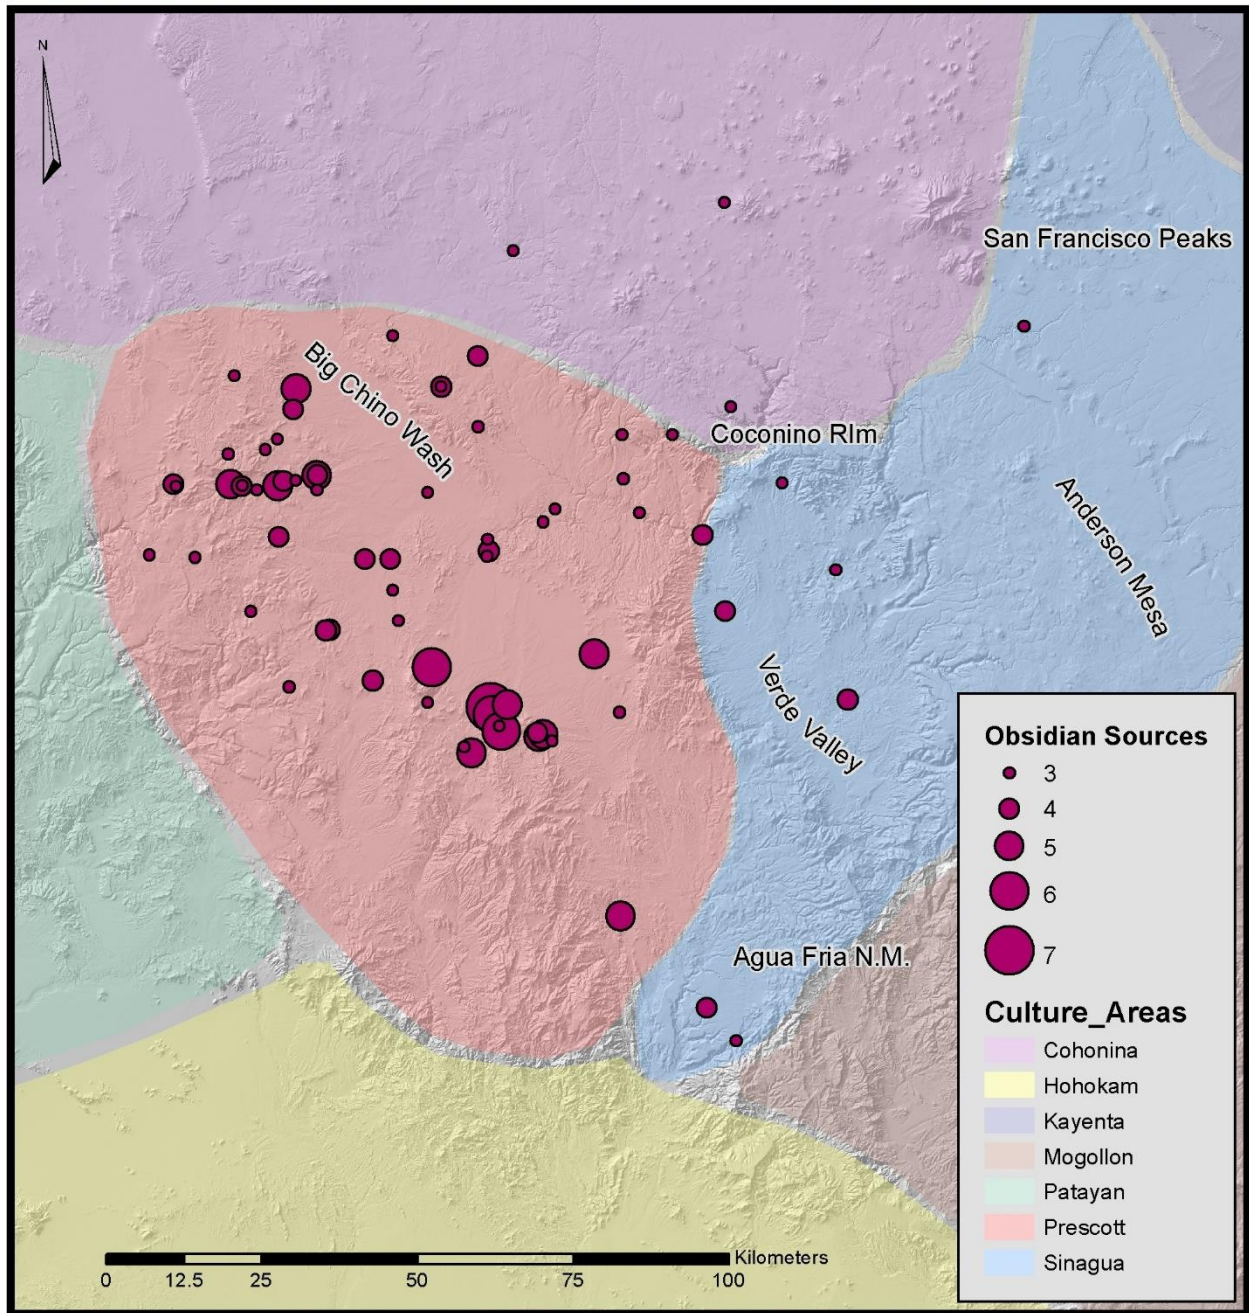 N
San Francisco Peaks
Big Chino Wash
Coconino RIm
Anderson Mesa
Verde Valley
Agua Fria N.M.
Obsidian Sources
3
4
5
6
7
Culture_Areas
Cohonina
Hohokam
Kayenta
Mogollon
Patayan
Prescott
Sinagua
Kilometers
0 12.5 25 50 75 100